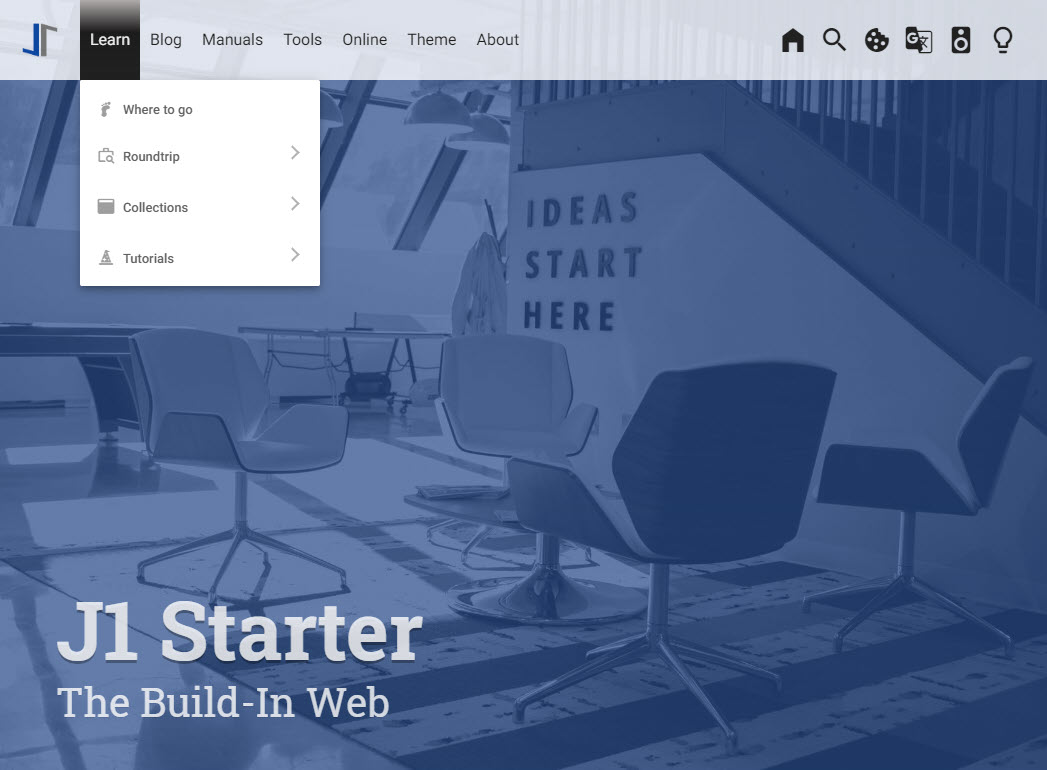 Learn Blog Manuals Tools Online Theme About
Where to go
Roundtrip
Collections
Tutorials
IDEAS
START
HERE
J1 Starter
The Build-In Web